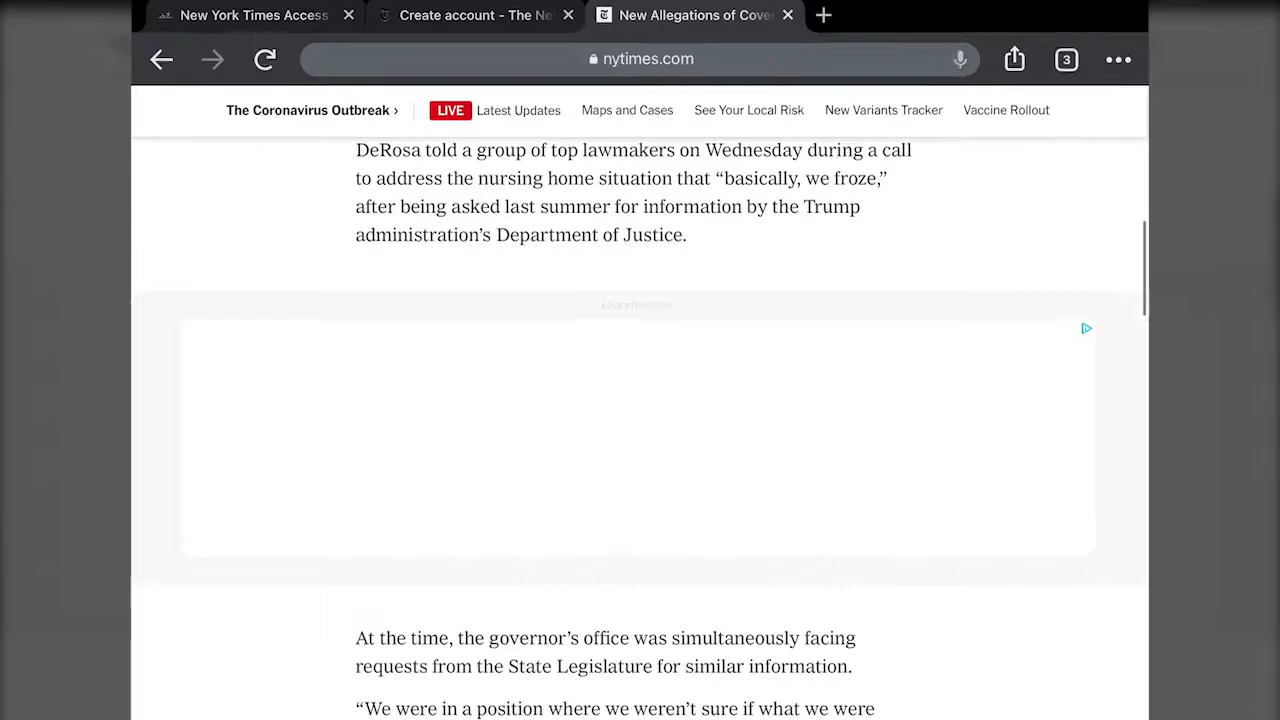 New York Times Access
Create account - The Ne
New Allegations of Cove
nytimes.com
3
The Coronavirus Outbreak ›
LIVE Latest Updates
Maps and Cases
See Your Local Risk
New Variants Tracker
Vaccine Rollout
DeRosa told a group of top lawmakers on Wednesday during a call
to address the nursing home situation that “basically, we froze,”
after being asked last summer for information by the Trump
administration’s Department of Justice.
At the time, the governor’s office was simultaneously facing
requests from the State Legislature for similar information.
“We were in a position where we weren’t sure if what we were